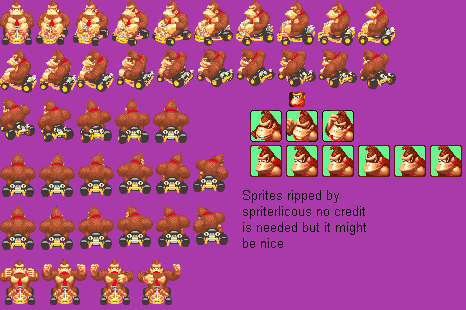 Sprites ripped by
spriterlicous no credit
is needed but it might
be nice